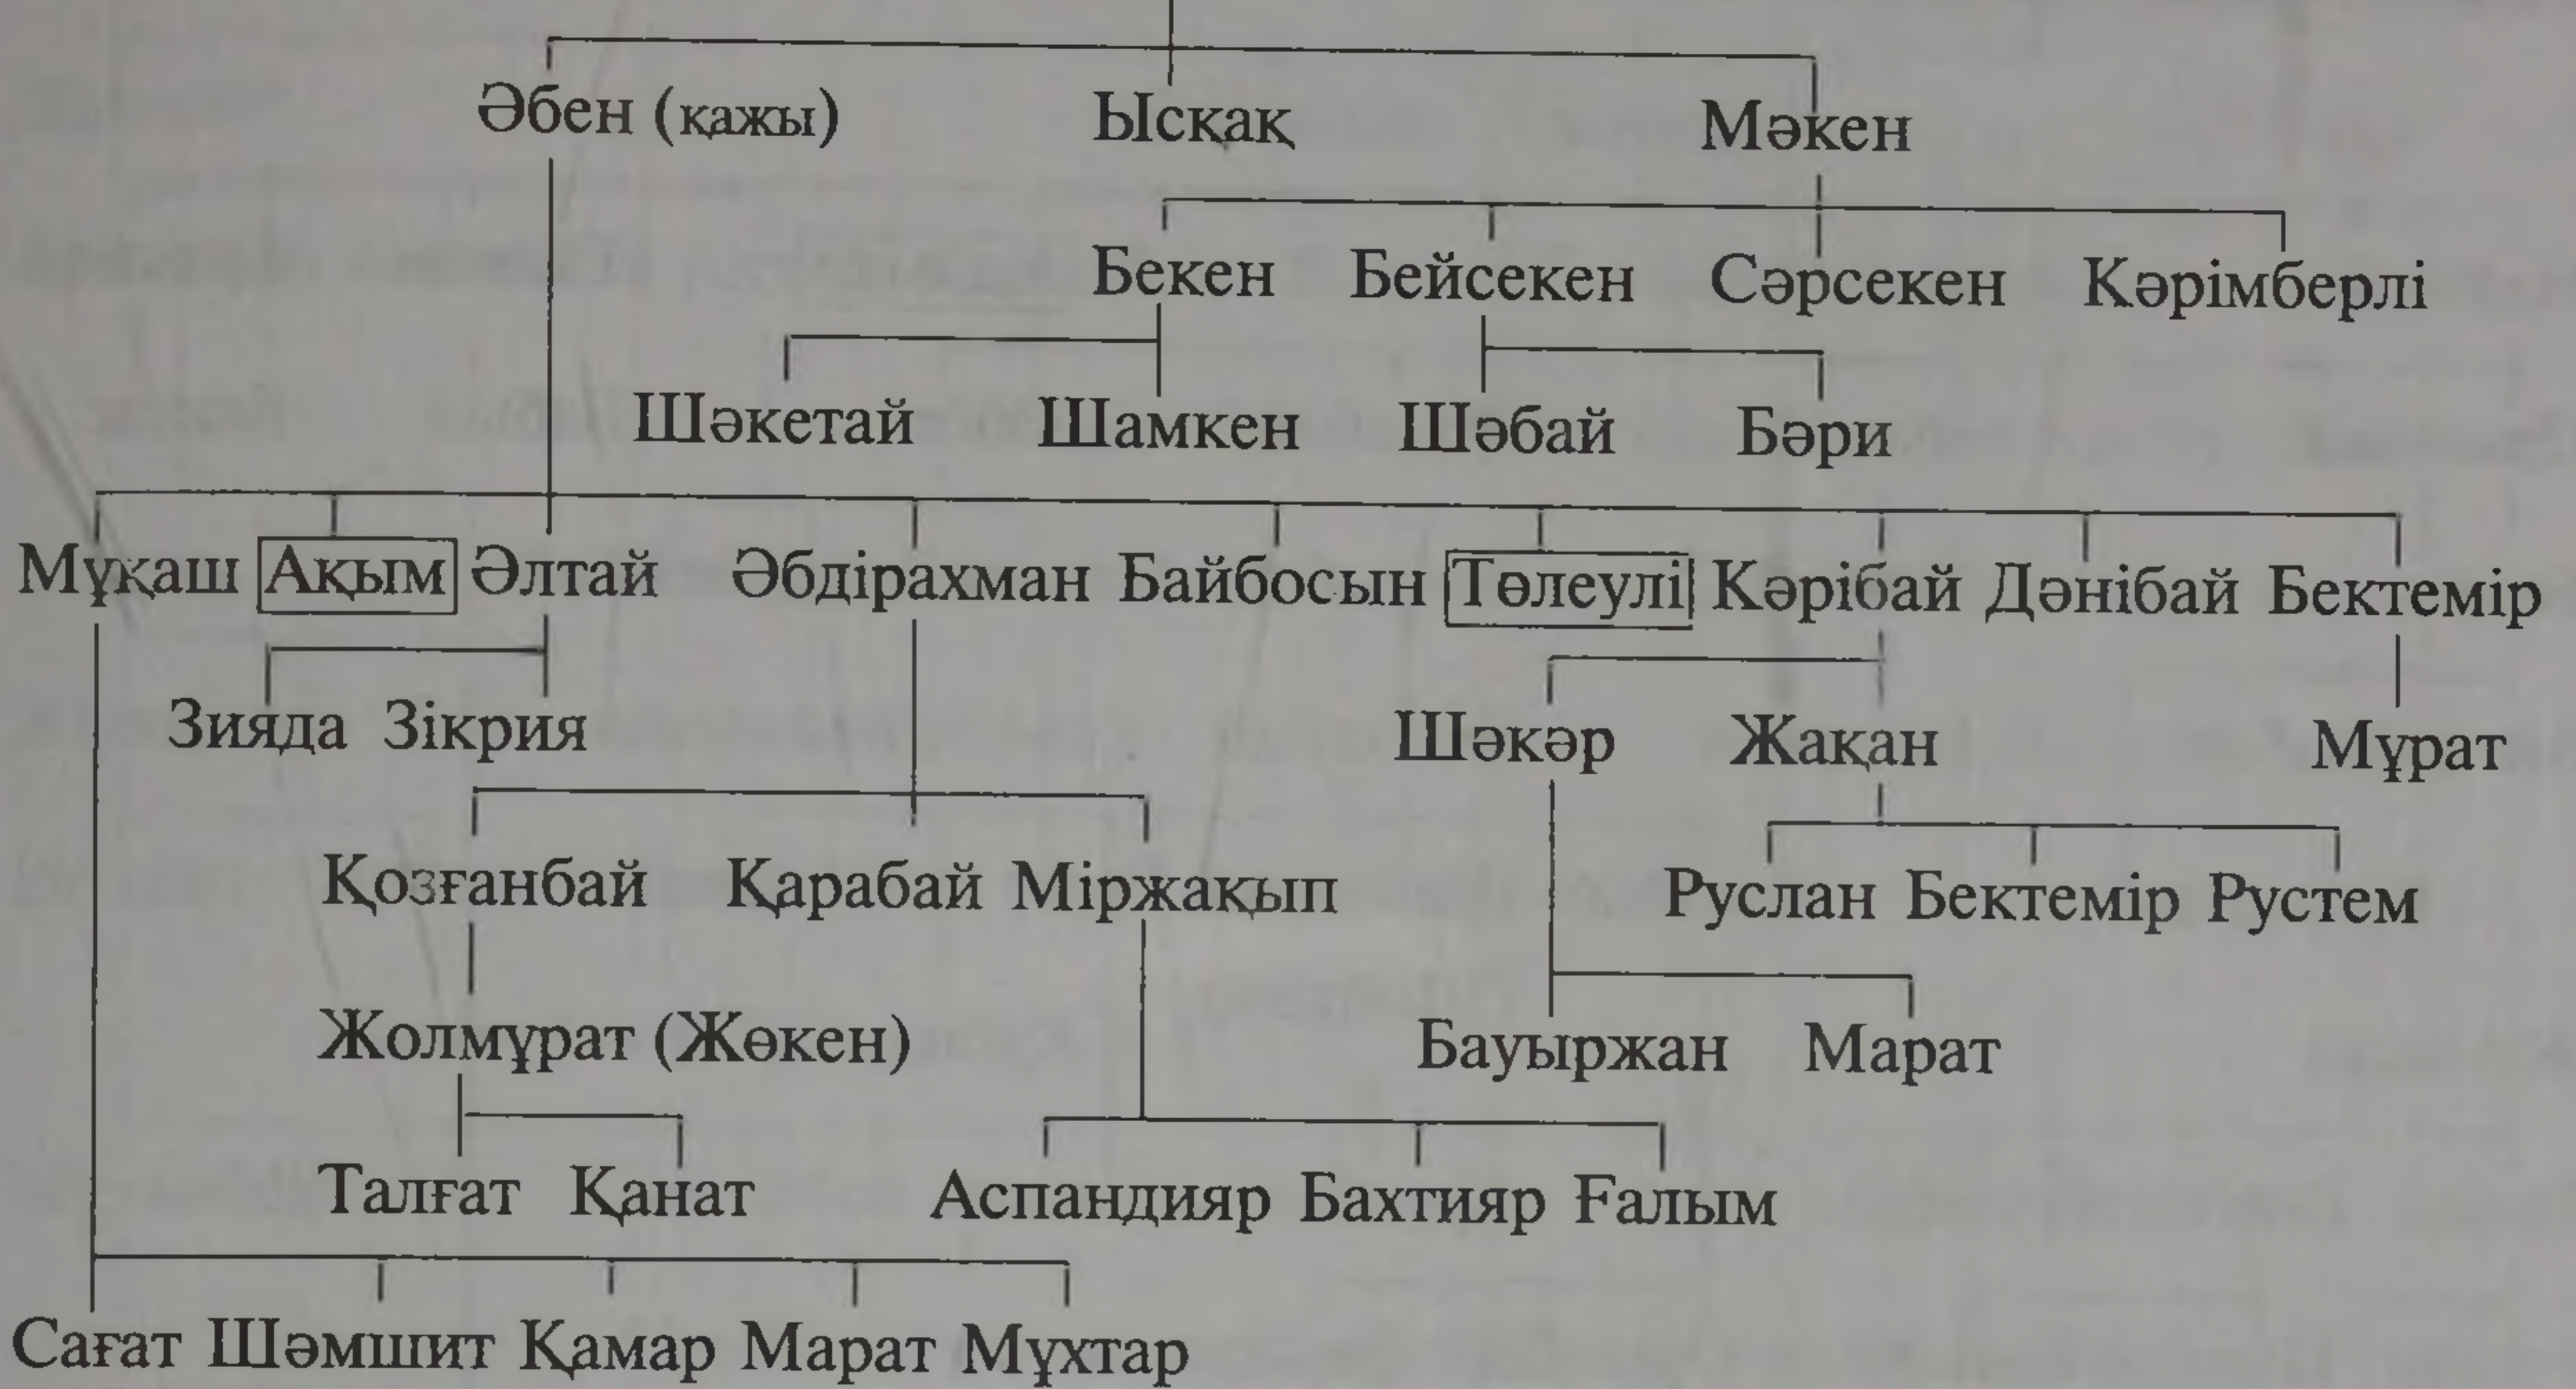 Әбен (қажы) Ысқақ Мәкен
Бекен Бейсекен Сәрсекен Кәрімберлі
Шәкетай Шамкен Шәбай Бәри
Мұқаш Ақым Әлтай Әбдірахман Байбосын Төлеулі Кәрібай Дәнібай Бектемір
Зияда Зікрия Шәкәр Жақан Мұрат
Қозғанбай Қарабай Міржақып Руслан Бектемір Рустем
Жолмұрат (Жөкен) Бауыржан Марат
Талғат Қанат Аспандияр Бахтияр Ғалым
Сағат Шәмшит Қамар Марат Мұхтар